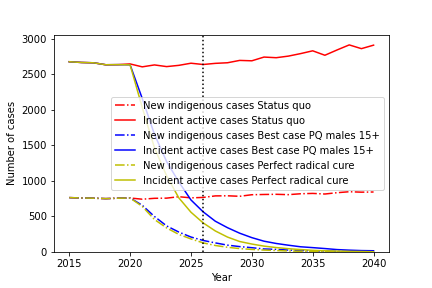 3000
2500
2000
1500
1000
500
0
Number of cases
New indigenous cases Status quo
Incident active cases Status quo
New indigenous cases Best case PQ males 15+
Incident active cases Best case PQ males 15+
New indigenous cases Perfect radical cure
Incident active cases Perfect radical cure
2015 2020 2025 2030 2035 2040
Year